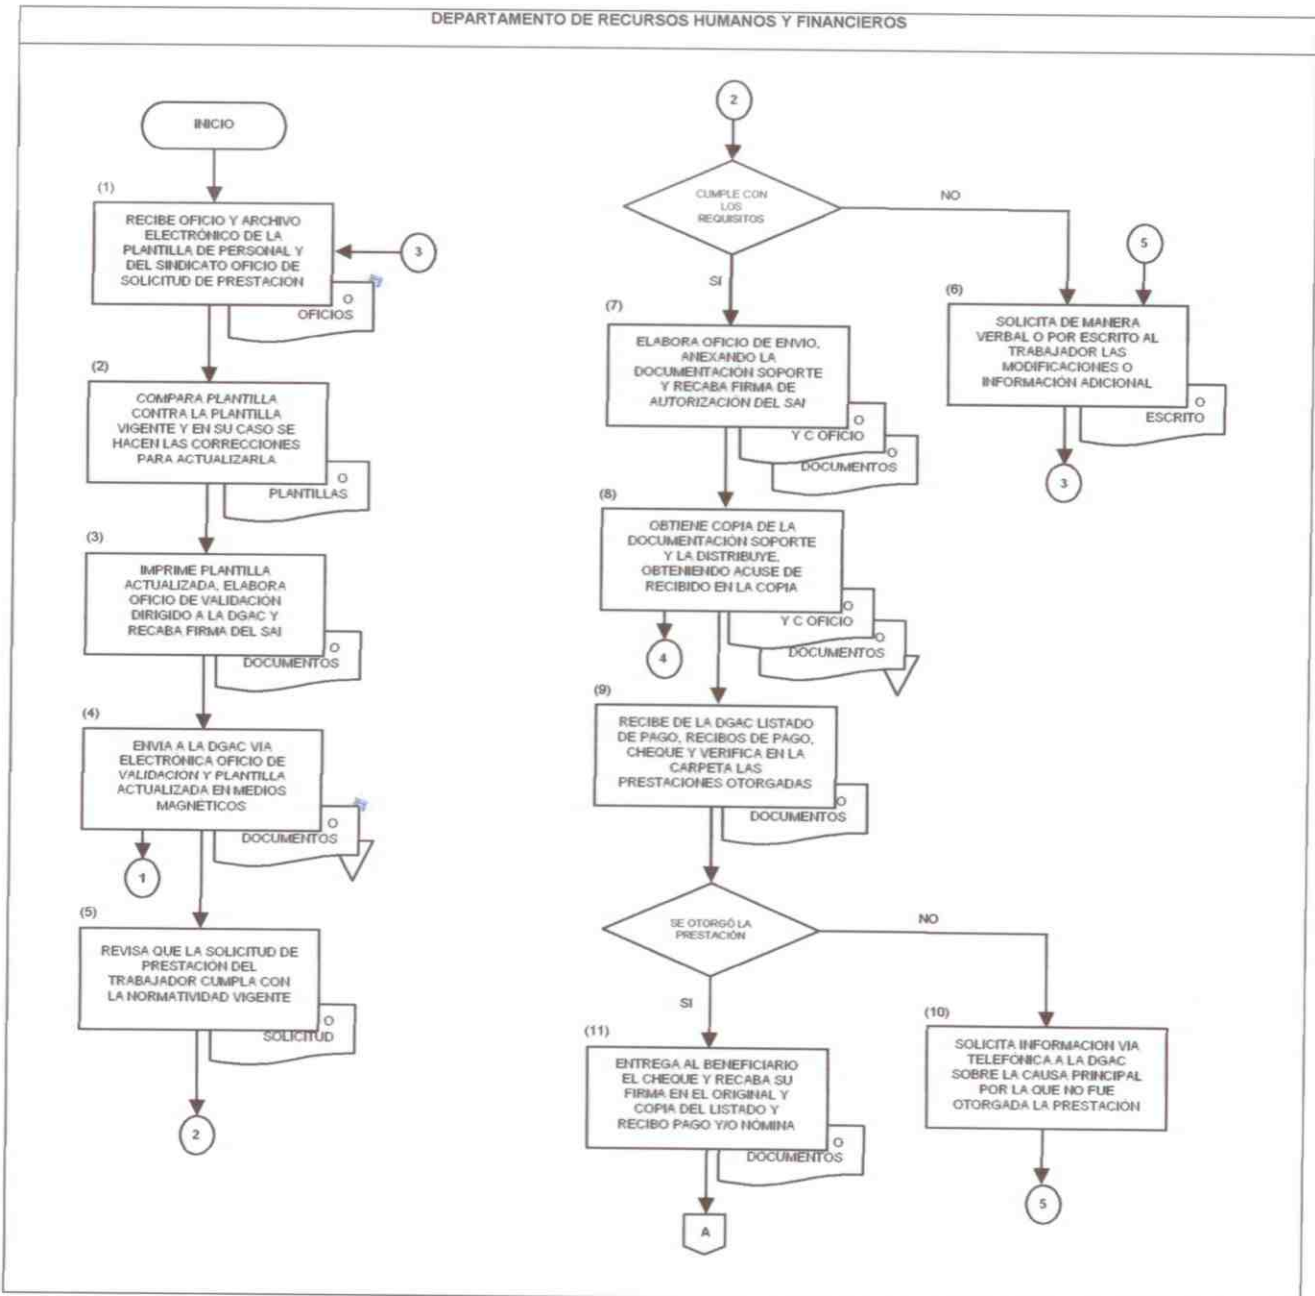 DEPARTAMENTO DE RECURSOS HUMANOS Y FINANCIEROS
INICIO
(1)
RECIBE OFICIO Y ARCHIVO
ELECTRÓNICO DE LA
PLANTILLA DE PERSONAL Y
DEL SINDICATO OFICIO DE
SOLICITUD DE PRESTACION
3
O
OFICIOS
(2)
COMPARA PLANTILLA
CONTRA LA PLANTILLA
VIGENTE Y EN SU CASO SE
HACEN LAS CORRECCIONES
PARA ACTUALIZARLA
O
PLANTILLAS
(3)
IMPRIME PLANTILLA
ACTUALIZADA, ELABORA
OFICIO DE VALIDACIÓN
DIRIGIDO A LA DGAC Y
RECABA FIRMA DEL SAI
O
DOCUMENTOS
(4)
ENVIA A LA DGAC VIA
ELECTRÓNICA OFICIO DE
VALIDACIÓN Y PLANTILLA
ACTUALIZADA EN MEDIOS
MAGNÉTICOS
O
DOCUMENTOS
1
(5)
REVISA QUE LA SOLICITUD DE
PRESTACIÓN DEL
TRABAJADOR CUMPLA CON
LA NORMATIVIDAD VIGENTE
O
SOLICITUD
2
2
CUMPLE CON
LOS
REQUISITOS
NO
SI
5
(6)
SOLICITA DE MANERA
VERBAL O POR ESCRITO AL
TRABAJADOR LAS
MODIFICACIONES O
INFORMACIÓN ADICIONAL
O
ESCRITO
3
(7)
ELABORA OFICIO DE ENVIO,
ANEXANDO LA
DOCUMENTACIÓN SOPORTE
Y RECABA FIRMA DE
AUTORIZACIÓN DEL SAI
O
Y C OFICIO
O
DOCUMENTOS
(8)
OBTIENE COPIA DE LA
DOCUMENTACIÓN SOPORTE
Y LA DISTRIBUYE,
OBTENIENDO ACUSE DE
RECIBIDO EN LA COPIA
O
Y C OFICIO
O
DOCUMENTOS
4
(9)
RECIBE DE LA DGAC LISTADO
DE PAGO, RECIBOS DE PAGO,
CHEQUE Y VERIFICA EN LA
CARPETA LAS
PRESTACIONES OTORGADAS
O
DOCUMENTOS
SE OTORGÓ LA
PRESTACIÓN
NO
SI
(10)
SOLICITA INFORMACION VIA
TELEFÓNICA A LA DGAC
SOBRE LA CAUSA PRINCIPAL
POR LA QUE NO FUE
OTORGADA LA PRESTACIÓN
5
(11)
ENTREGA AL BENEFICIARIO
EL CHEQUE Y RECABA SU
FIRMA EN EL ORIGINAL Y
COPIA DEL LISTADO Y
RECIBO PAGO Y/O NÓMINA
O
DOCUMENTOS
A